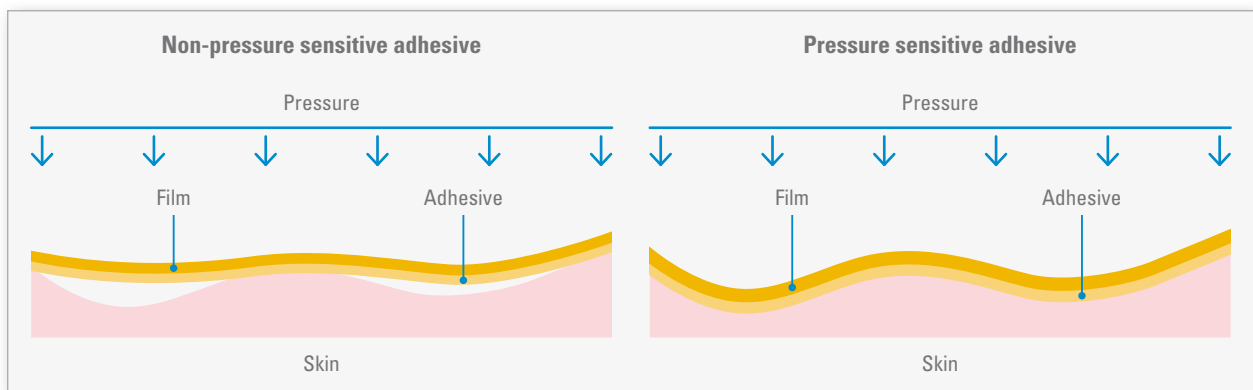 Non-pressure sensitive adhesive
Pressure
Film
Adhesive
Skin
Pressure sensitive adhesive
Pressure
Film
Adhesive
Skin